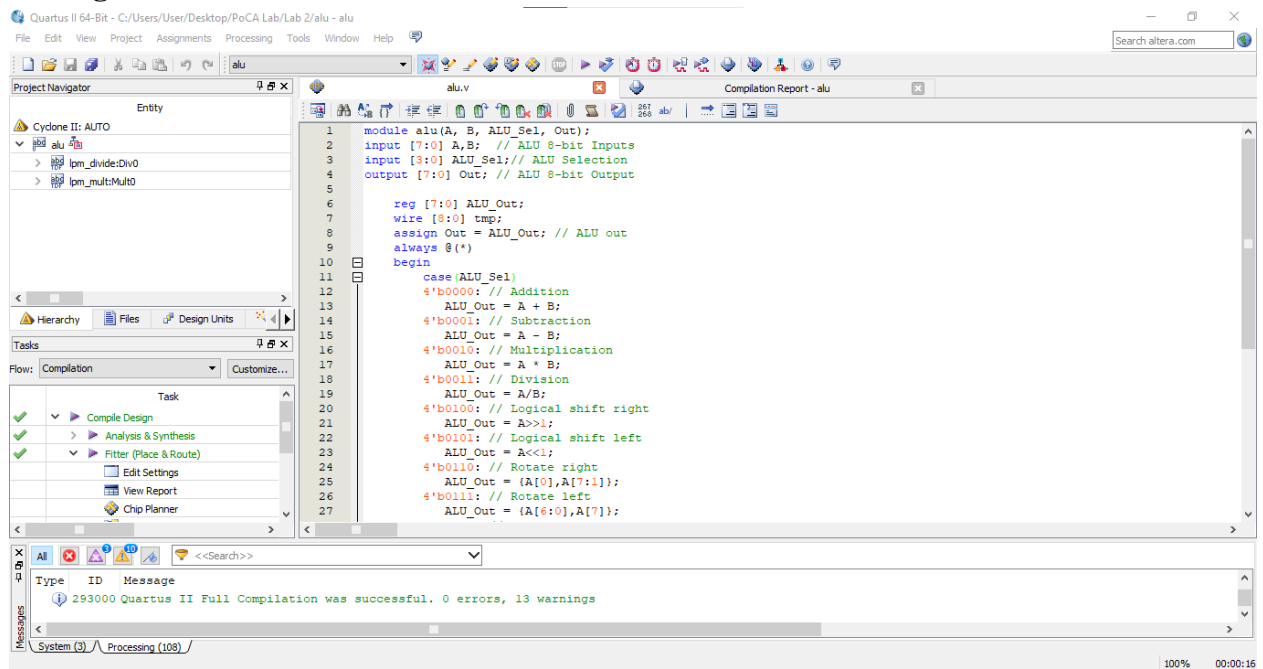 Quartus II 64-Bit - C:/Users/User/Desktop/PoCA Lab/Lab 2/alu - alu
File Edit View Project Assignments Processing Tools Window Help
Search altera.com
alu
Project Navigator
Entity
Cyclone II: AUTO
alu
lpm_divide:Div0
lpm_mult:Mult0
Hierarchy Files Design Units
Tasks
Flow: Compilation Customize...
Task
Compile Design
Analysis & Synthesis
Fitter (Place & Route)
Edit Settings
View Report
Chip Planner
alu.v Compilation Report - alu
267
268 ab/
1 module alu(A, B, ALU_Sel, Out);
2 input [7:0] A,B; // ALU 8-bit Inputs
3 input [3:0] ALU_Sel;// ALU Selection
4 output [7:0] Out; // ALU 8-bit Output
5
6 reg [7:0] ALU_Out;
7 wire [8:0] tmp;
8 assign Out = ALU_Out; // ALU out
9 always @(*)
10 begin
11 case(ALU_Sel)
12 4'b0000: // Addition
13 ALU_Out = A + B;
14 4'b0001: // Subtraction
15 ALU_Out = A - B;
16 4'b0010: // Multiplication
17 ALU_Out = A * B;
18 4'b0011: // Division
19 ALU_Out = A/B;
20 4'b0100: // Logical shift right
21 ALU_Out = A>>1;
22 4'b0101: // Logical shift left
23 ALU_Out = A<<1;
24 4'b0110: // Rotate right
25 ALU_Out = {A[0],A[7:1]};
26 4'b0111: // Rotate left
27 ALU_Out = {A[6:0],A[7]};
All 3 10 <<Search>>
Type ID Message
293000 Quartus II Full Compilation was successful. 0 errors, 13 warnings
Messages
System (3) Processing (108)
100% 00:00:16